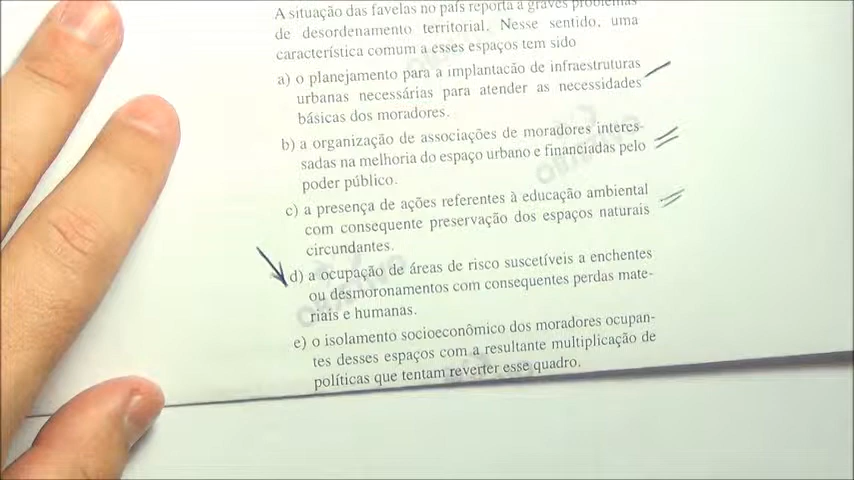 A situação das favelas no país reporta a graves problemas
de desordenamento territorial. Nesse sentido, uma
característica comum a esses espaços tem sido
a) o planejamento para a implantação de infraestruturas
urbanas necessárias para atender as necessidades
básicas dos moradores.
b) a organização de associações de moradores interes-
sadas na melhoria do espaço urbano e financiadas pelo
poder público.
c) a presença de ações referentes à educação ambiental
com consequente preservação dos espaços naturais
circundantes.
d) a ocupação de áreas de risco suscetíveis a enchentes
ou desmoronamentos com consequentes perdas mate-
riais e humanas.
e) o isolamento socioeconômico dos moradores ocupan-
tes desses espaços com a resultante multiplicação de
políticas que tentam reverter esse quadro.